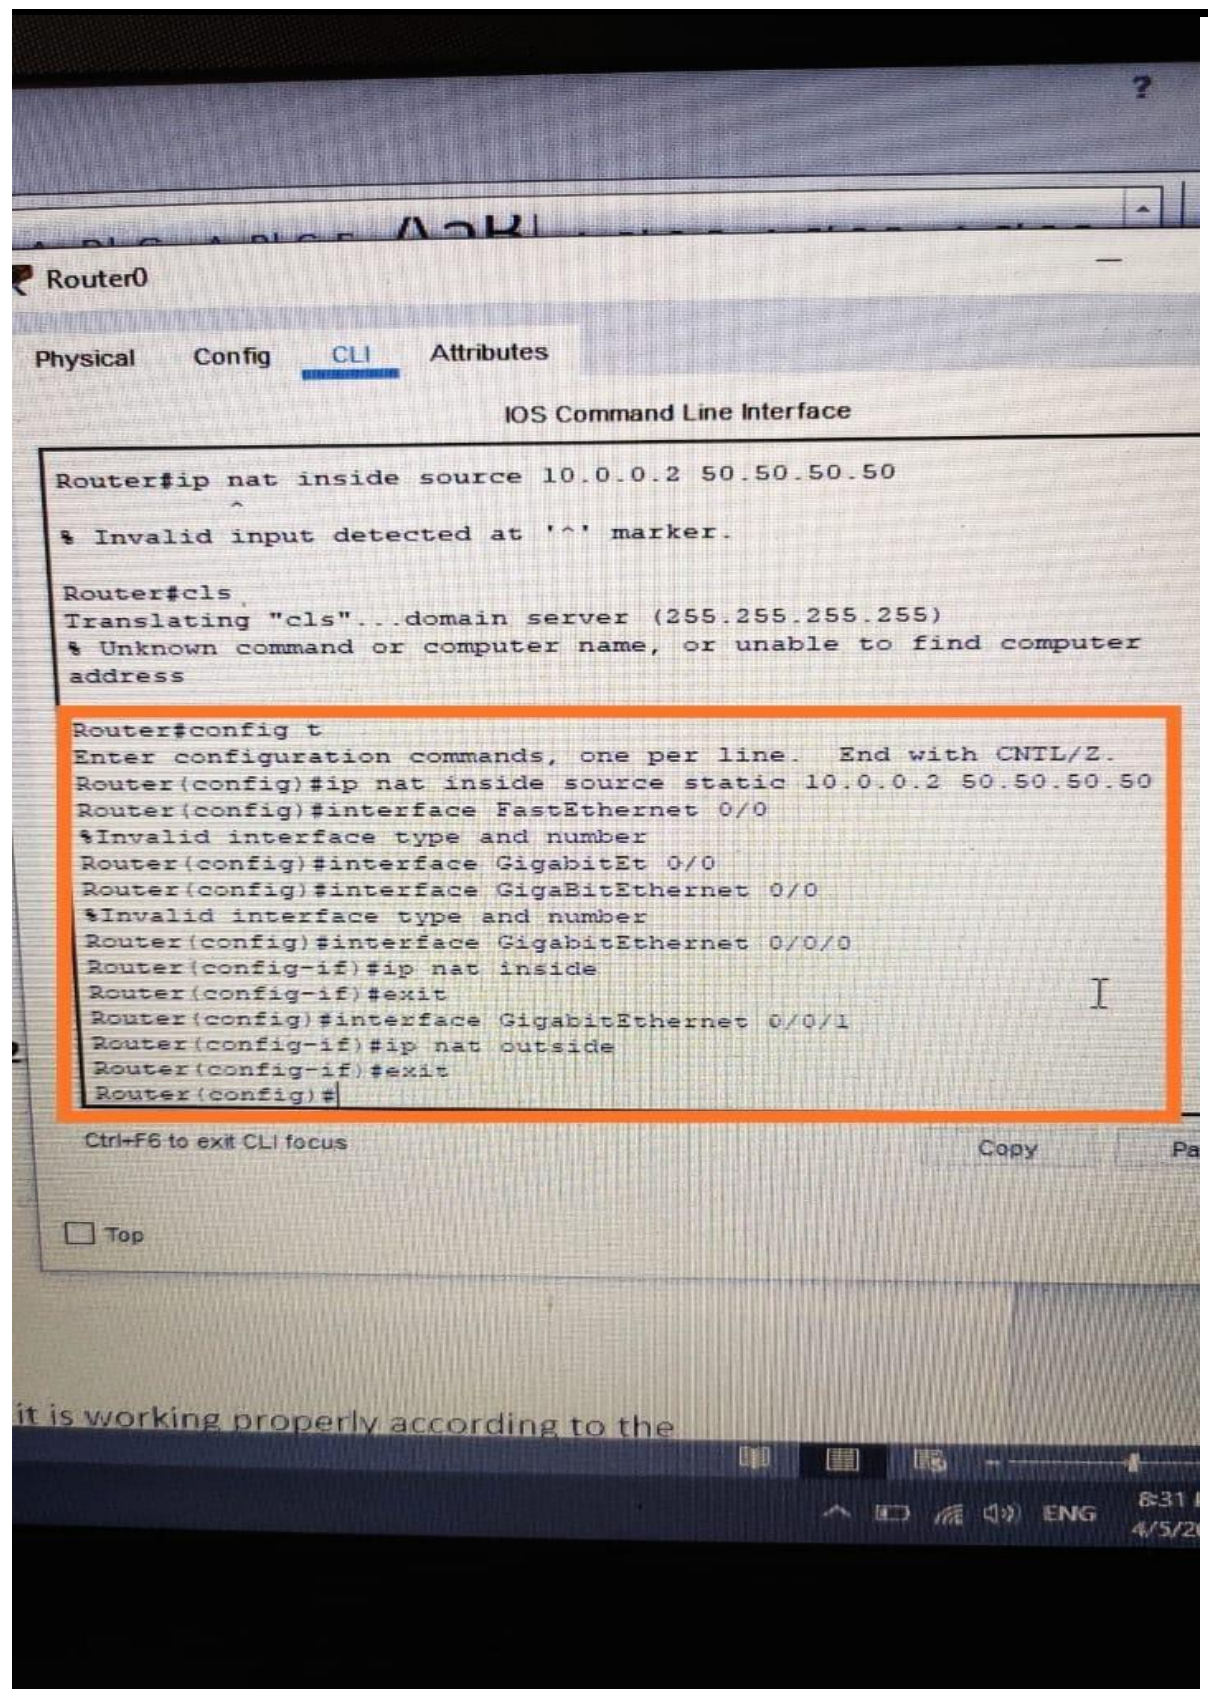 ?
Router0
Physical Config CLI Attributes
IOS Command Line Interface
Router#ip nat inside source 10.0.0.2 50.50.50.50
^
% Invalid input detected at '^' marker.
Router#cls
Translating "cls"...domain server (255.255.255.255)
% Unknown command or computer name, or unable to find computer
address
Router#config t
Enter configuration commands, one per line. End with CNTL/Z.
Router(config)#ip nat inside source static 10.0.0.2 50.50.50.50
Router(config)#interface FastEthernet 0/0
%Invalid interface type and number
Router(config)#interface GigabitEt 0/0
Router(config)#interface GigaBitEthernet 0/0
%Invalid interface type and number
Router(config)#interface GigabitEthernet 0/0/0
Router(config-if)#ip nat inside
Router(config-if)#exit
Router(config)#interface GigabitEthernet 0/0/1
Router(config-if)#ip nat outside
Router(config-if)#exit
Router(config)#
Ctrl+F6 to exit CLI focus
Copy Pa
Top
it is working properly according to the
ENG 8:31
4/5/20